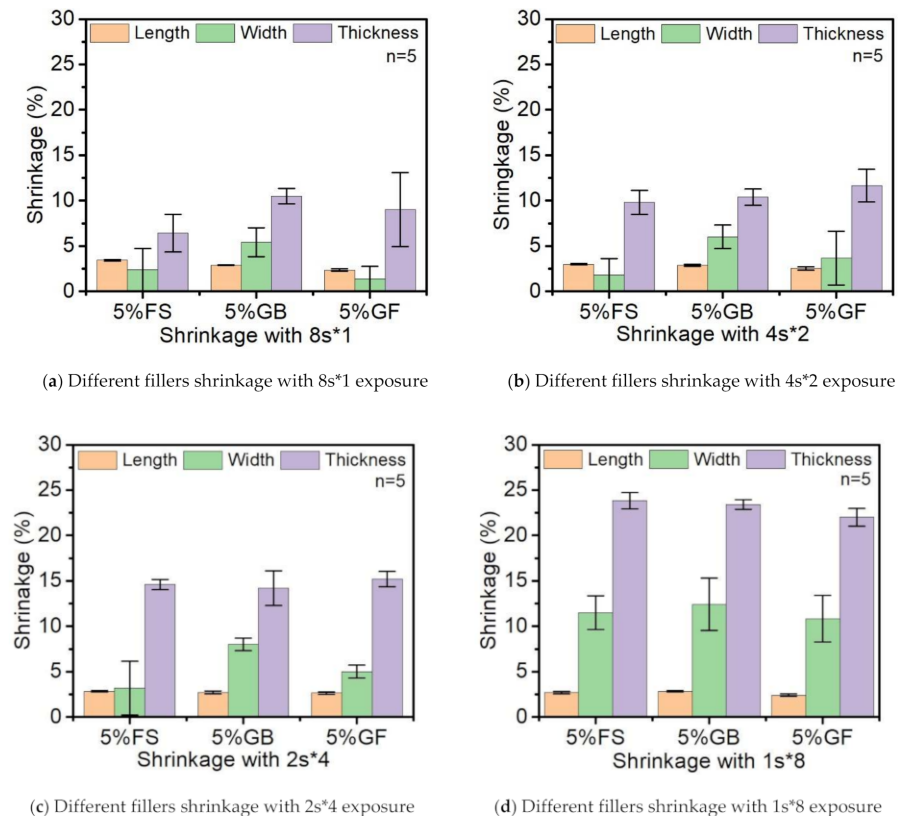 30
Length Width Thickness
n=5
25
20
15
10
5
0
Shrinkage (%)
5%FS 5%GB 5%GF
Shrinkage with 8s*1
(a) Different fillers shrinkage with 8s*1 exposure
30
Length Width Thickness
n=5
25
20
15
10
5
0
Shringkage (%)
5%FS 5%GB 5%GF
Shrinkage with 4s*2
(b) Different fillers shrinkage with 4s*2 exposure
30
Length Width Thickness
n=5
25
20
15
10
5
0
Shrinakge (%)
5%FS 5%GB 5%GF
Shrinkage with 2s*4
(c) Different fillers shrinkage with 2s*4 exposure
30
Length Width Thickness
n=5
25
20
15
10
5
0
Shrinkage (%)
5%FS 5%GB 5%GF
Shrinkage with 1s*8
(d) Different fillers shrinkage with 1s*8 exposure